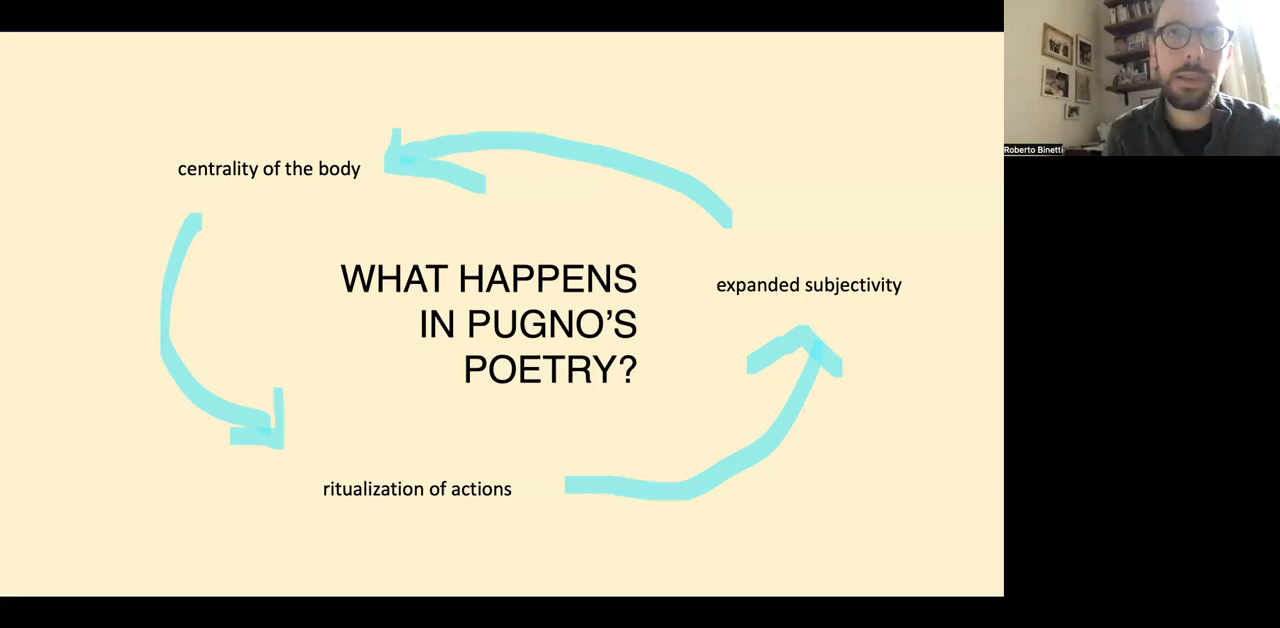 centrality of the body
WHAT HAPPENS
IN PUGNO’S
POETRY?
expanded subjectivity
ritualization of actions
Roberto Binetti